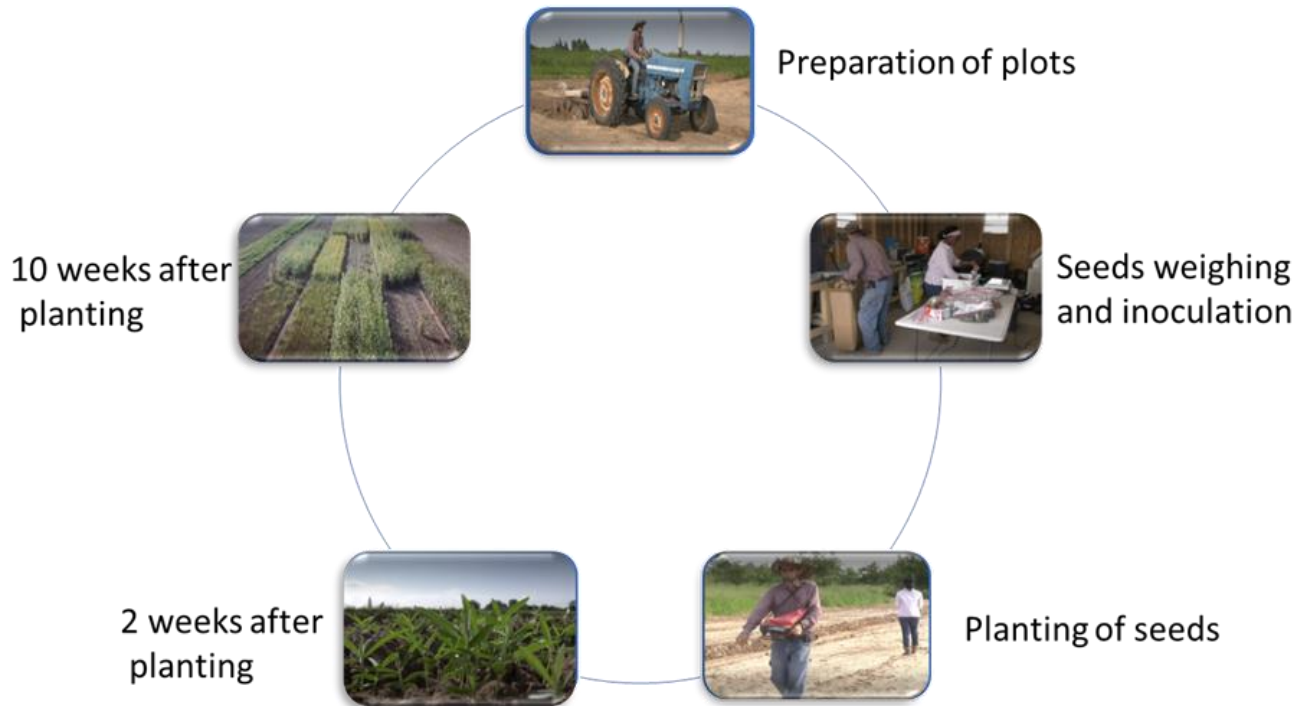 Preparation of plots
Seeds weighing
and inoculation
Planting of seeds
2 weeks after
planting
10 weeks after
planting